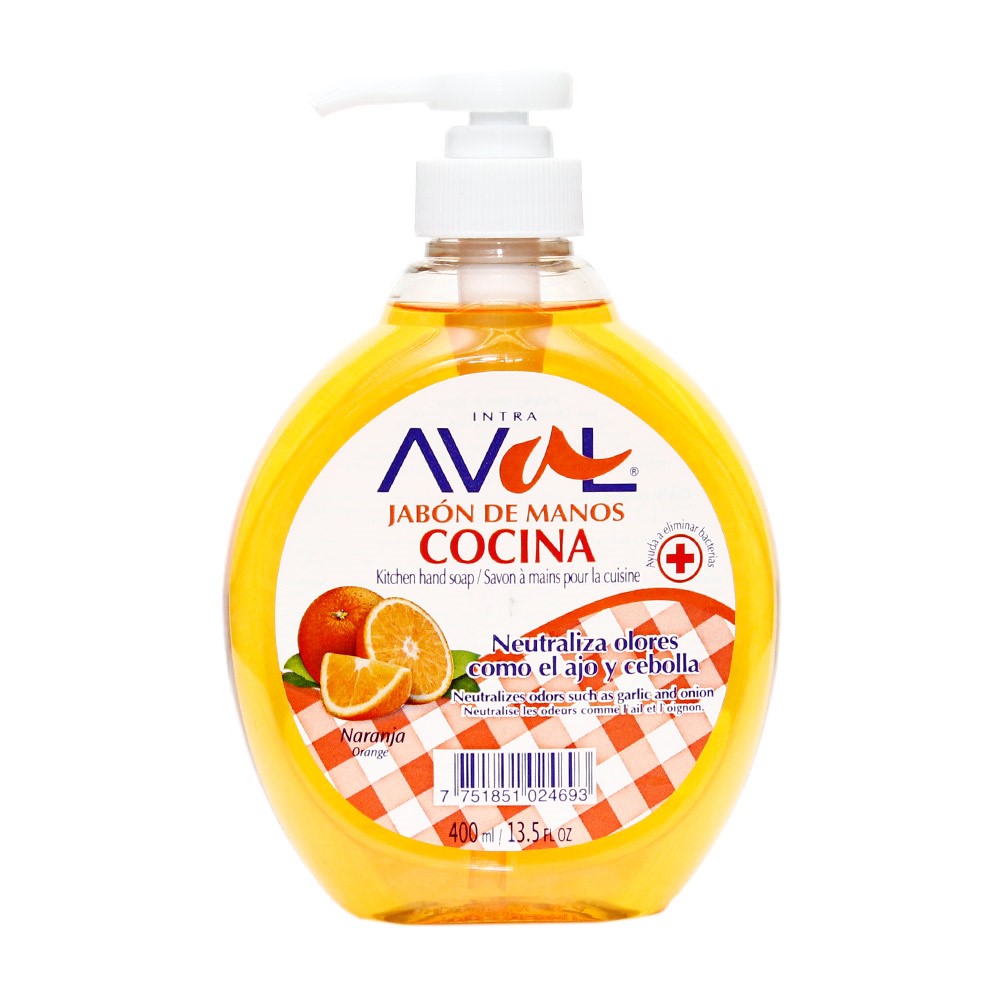 INTRA
AVAL®
JABÓN DE MANOS
COCINA
Kitchen hand soap / Savon à mains pour la cuisine
Ayuda a eliminar bacterias
Neutraliza olores
como el ajo y cebolla
Neutralizes odors such as garlic and onion
Neutralise les odeurs comme l'ail et l'oignon.
Naranja
Orange
7 751851 024693
400 ml / 13.5 FL OZ